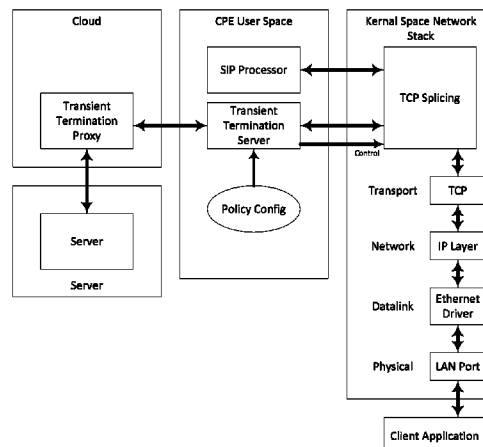 Cloud
CPE User Space
Kernal Space Network
Stack
SIP Processor
TCP Splicing
Transient
Termination
Proxy
Transient
Termination
Server
Control
Policy Config
Server
Server
Transport
TCP
Network
IP Layer
Datalink
Ethernet
Driver
Physical
LAN Port
Client Application